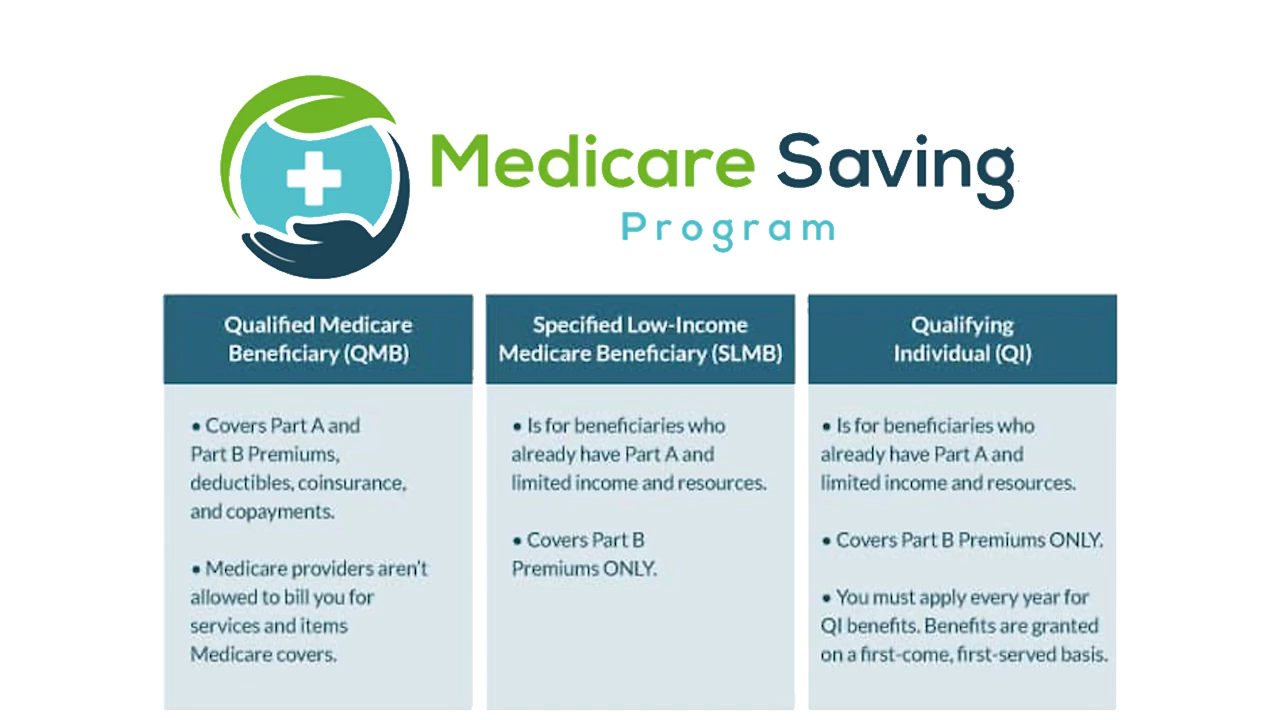 Medicare Saving
Program
Qualified Medicare
Beneficiary (QMB)
• Covers Part A and
Part B Premiums,
deductibles, coinsurance,
and copayments.
• Medicare providers aren't
allowed to bill you for
services and items
Medicare covers.
Specified Low-Income
Medicare Beneficiary (SLMB)
• Is for beneficiaries who
already have Part A and
limited income and resources.
• Covers Part B
Premiums ONLY.
Qualifying
Individual (QI)
• Is for beneficiaries who
already have Part A and
limited income and resources.
• Covers Part B Premiums ONLY.
• You must apply every year for
QI benefits. Benefits are granted
on a first-come, first-served basis.